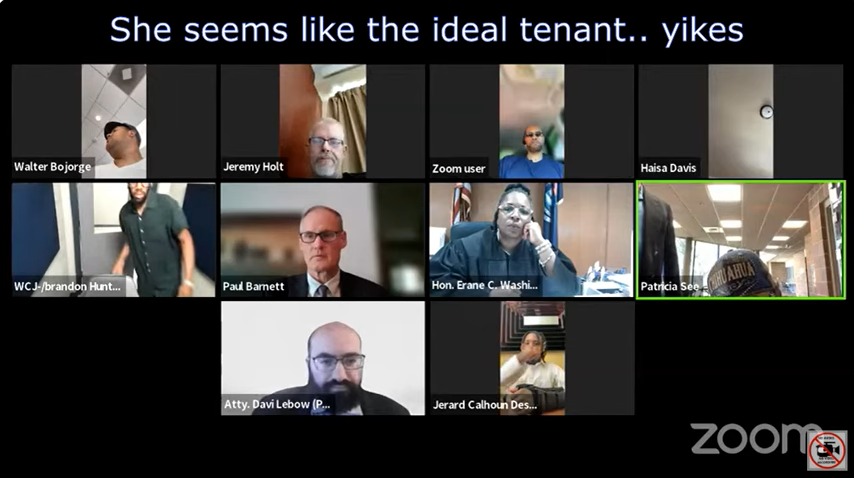 She seems like the ideal tenant.. yikes
Walter Bojorge
Jeremy Holt
Zoom user
Haisa Davis
WCJ-/brandon Hunt...
Paul Barnett
Hon. Erane C. Washi...
Patricia See
CHIHUAHUA
Atty. Davi Lebow (P...
Jerard Calhoun Des...
zoom